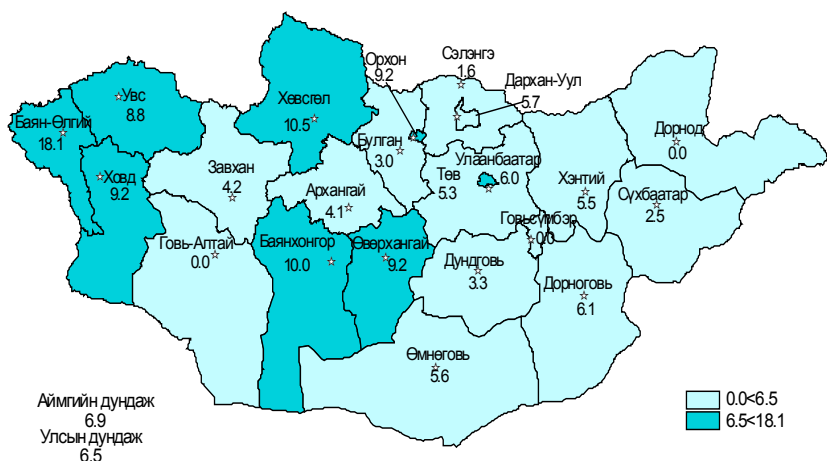 Орхон
9.2
Сэлэнгэ
1.6
Дархан-Уул
5.7
Увс
8.8
Хөвсгөл
10.5
Баян-Өлгий
18.1
Булган
3.0
Дорнод
0.0
Ховд
9.2
Завхан
4.2
Архангай
4.1
Төв
5.3
Улаанбаатар
6.0
Хэнтий
5.5
Сүхбаатар
2.5
Говь-Алтай
0.0
Баянхонгор
10.0
Өвөрхангай
9.2
Говьсүмбэр
0.0
Дундговь
3.3
Дорноговь
6.1
Өмнөговь
5.6
Аймгийн дундаж
6.9
Улсын дундаж
6.5
0.0<6.5
6.5<18.1